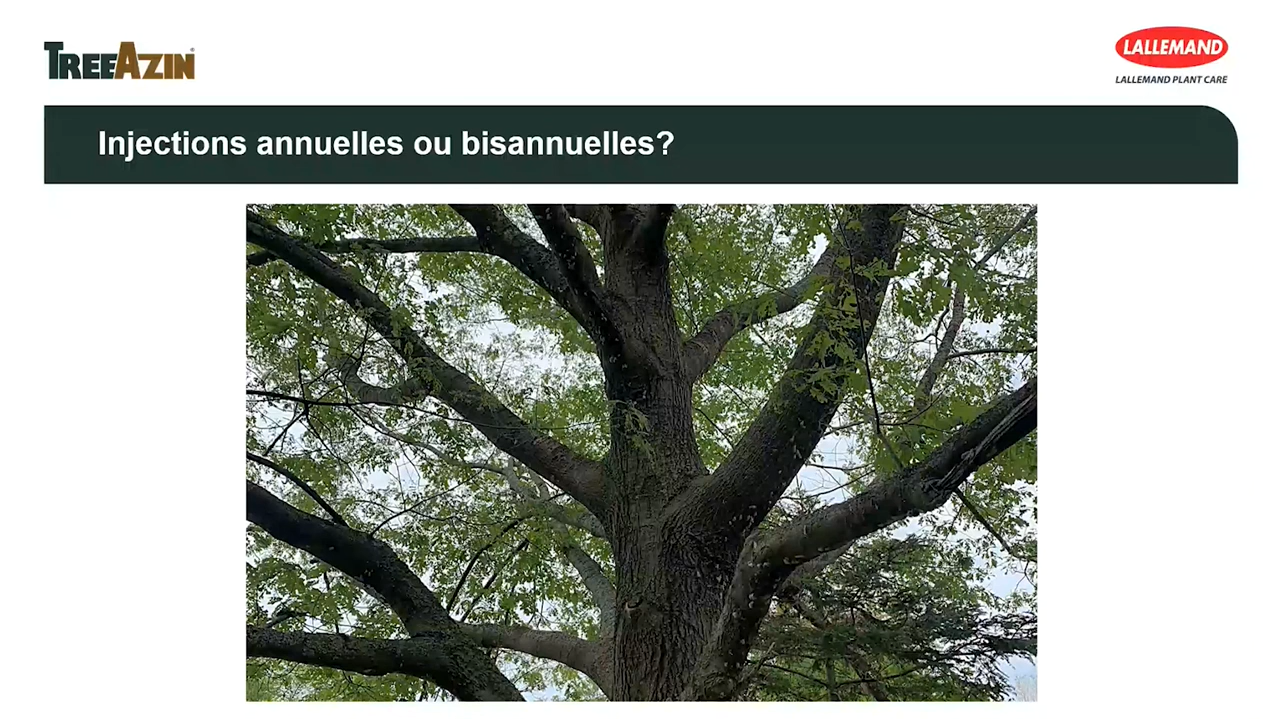 TREEAZIN®
LALLEMAND
LALLEMAND PLANT CARE
Injections annuelles ou bisannuelles?